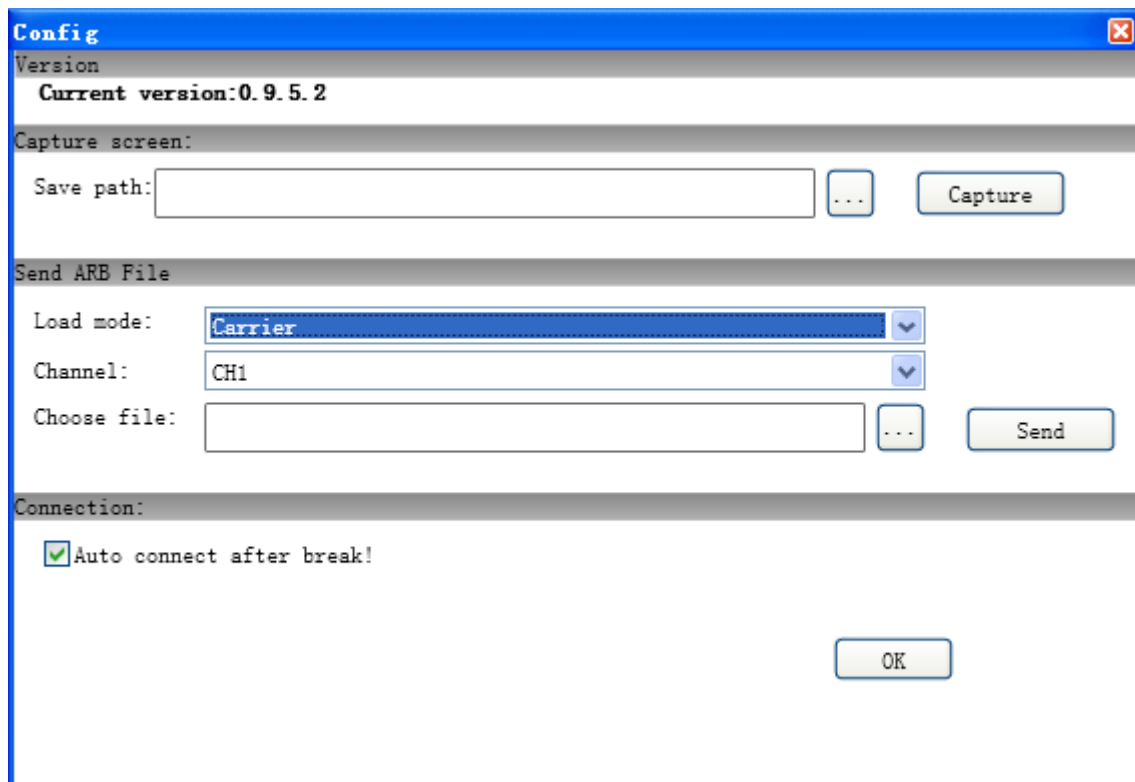 Config
Version
Current version:0.9.5.2
Capture screen:
Save path: ... Capture
Send ARB File
Load mode: Carrier
Channel: CH1
Choose file: ... Send
Connection:
Auto connect after break!
OK